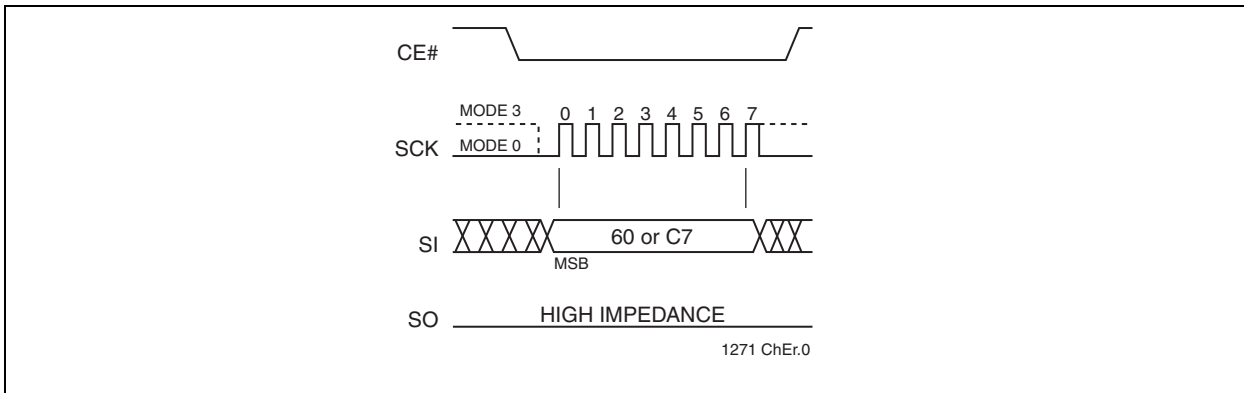 CE#
MODE 3
0 1 2 3 4 5 6 7
SCK
MODE 0
SI
60 or C7
MSB
SO
HIGH IMPEDANCE
1271 ChEr.0